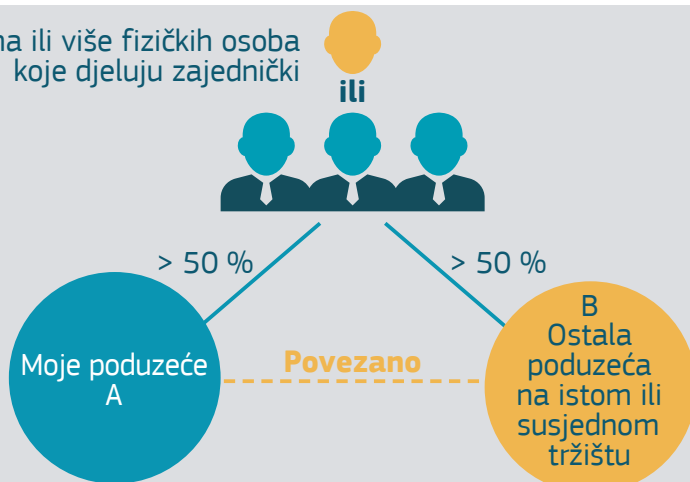 ili više fizičkih osoba
koje djeluju zajednički
ili
> 50 %
> 50 %
Moje poduzeće
A
Povezano
B
Ostala
poduzeća
na istom ili
susjednom
tržištu